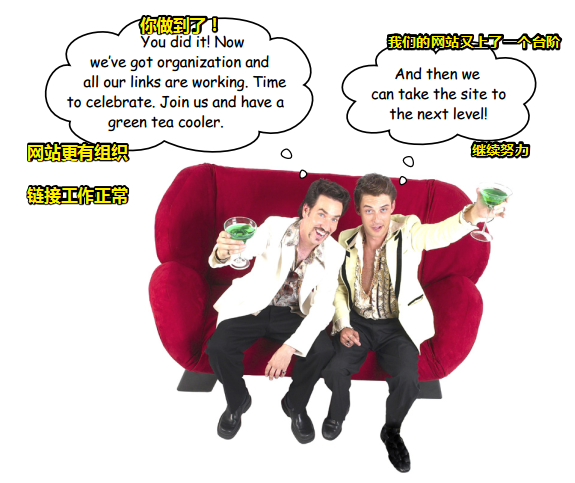 你做到了！
You did it! Now
we've got organization and
all our links are working. Time
to celebrate. Join us and have a
green tea cooler.
网站更有组织
链接工作正常
我们的网站又上了一个台阶
And then we
can take the site to
the next level!
继续努力